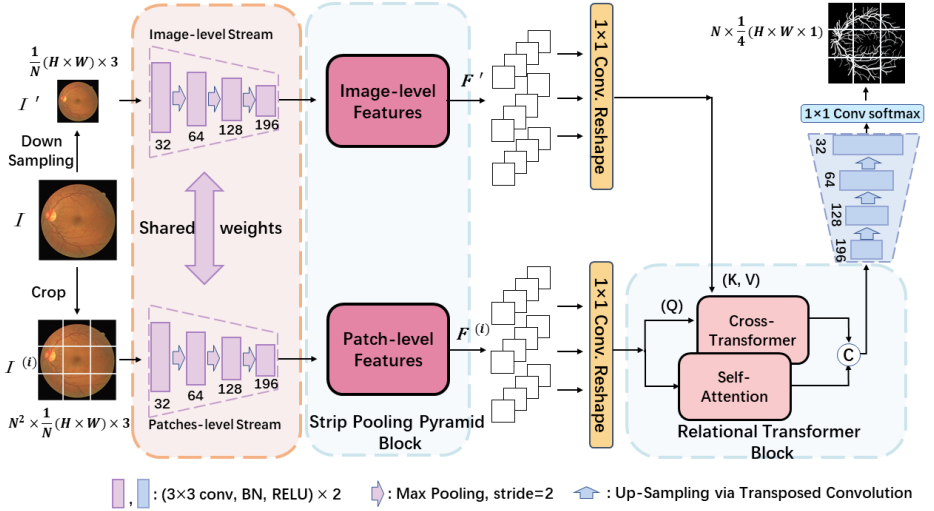 Image-level Stream
1/N (H × W) × 3
I ′
32
64
128
196
Down
Sampling
I
Crop
Shared weights
I (i)
N² × 1/N (H × W) × 3
32
64
128
196
Patches-level Stream
Image-level
Features
Patch-level
Features
Strip Pooling Pyramid
Block
F ′
F (i)
1×1 Conv. Reshape
1×1 Conv. Reshape
(K, V)
(Q)
Cross-
Transformer
Self-
Attention
C
Relational Transformer
Block
N × 1/4 (H × W × 1)
1×1 Conv softmax
32
64
128
196
, : (3×3 conv, BN, RELU) × 2
: Max Pooling, stride=2
: Up-Sampling via Transposed Convolution